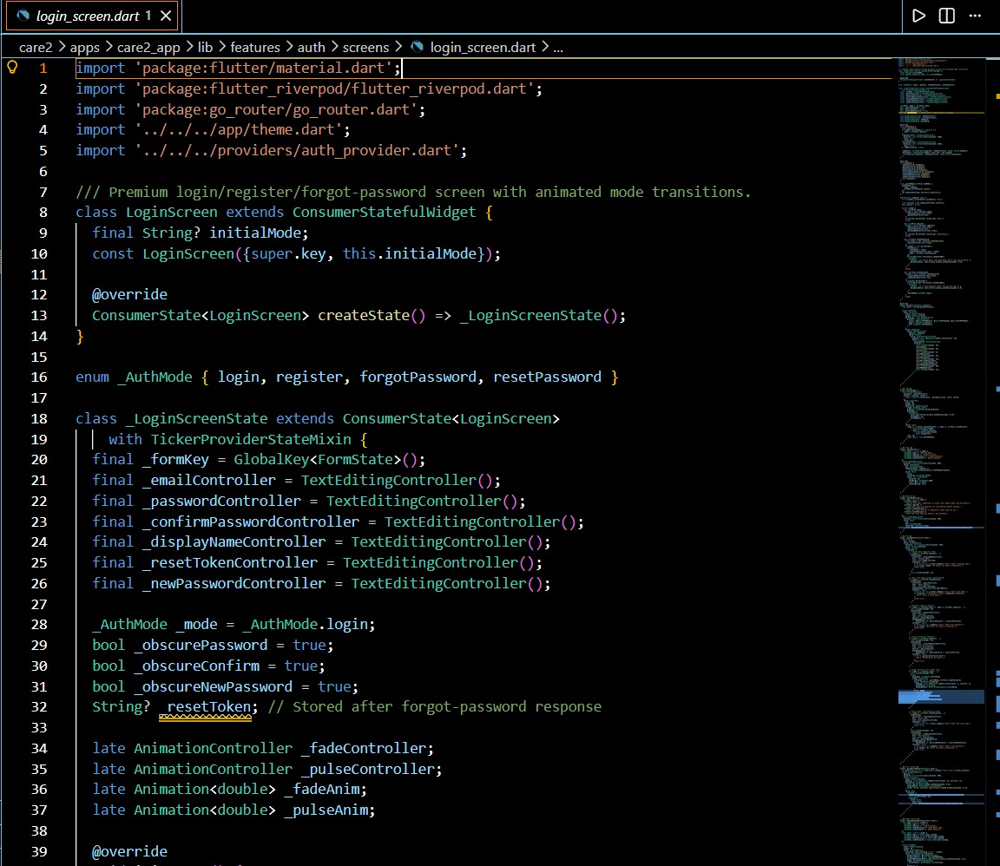 login_screen.dart 1
care2 > apps > care2_app > lib > features > auth > screens > login_screen.dart > ...
1 import 'package:flutter/material.dart';
2 import 'package:flutter_riverpod/flutter_riverpod.dart';
3 import 'package:go_router/go_router.dart';
4 import '../../../app/theme.dart';
5 import '../../../providers/auth_provider.dart';
6
7 /// Premium login/register/forgot-password screen with animated mode transitions.
8 class LoginScreen extends ConsumerStatefulWidget {
9   final String? initialMode;
10   const LoginScreen({super.key, this.initialMode});
11
12   @override
13   ConsumerState<LoginScreen> createState() => _LoginScreenState();
14 }
15
16 enum _AuthMode { login, register, forgotPassword, resetPassword }
17
18 class _LoginScreenState extends ConsumerState<LoginScreen>
19     with TickerProviderStateMixin {
20   final _formKey = GlobalKey<FormState>();
21   final _emailController = TextEditingController();
22   final _passwordController = TextEditingController();
23   final _confirmPasswordController = TextEditingController();
24   final _displayNameController = TextEditingController();
25   final _resetTokenController = TextEditingController();
26   final _newPasswordController = TextEditingController();
27
28   _AuthMode _mode = _AuthMode.login;
29   bool _obscurePassword = true;
30   bool _obscureConfirm = true;
31   bool _obscureNewPassword = true;
32   String? _resetToken; // Stored after forgot-password response
33
34   late AnimationController _fadeController;
35   late AnimationController _pulseController;
36   late Animation<double> _fadeAnim;
37   late Animation<double> _pulseAnim;
38
39   @override